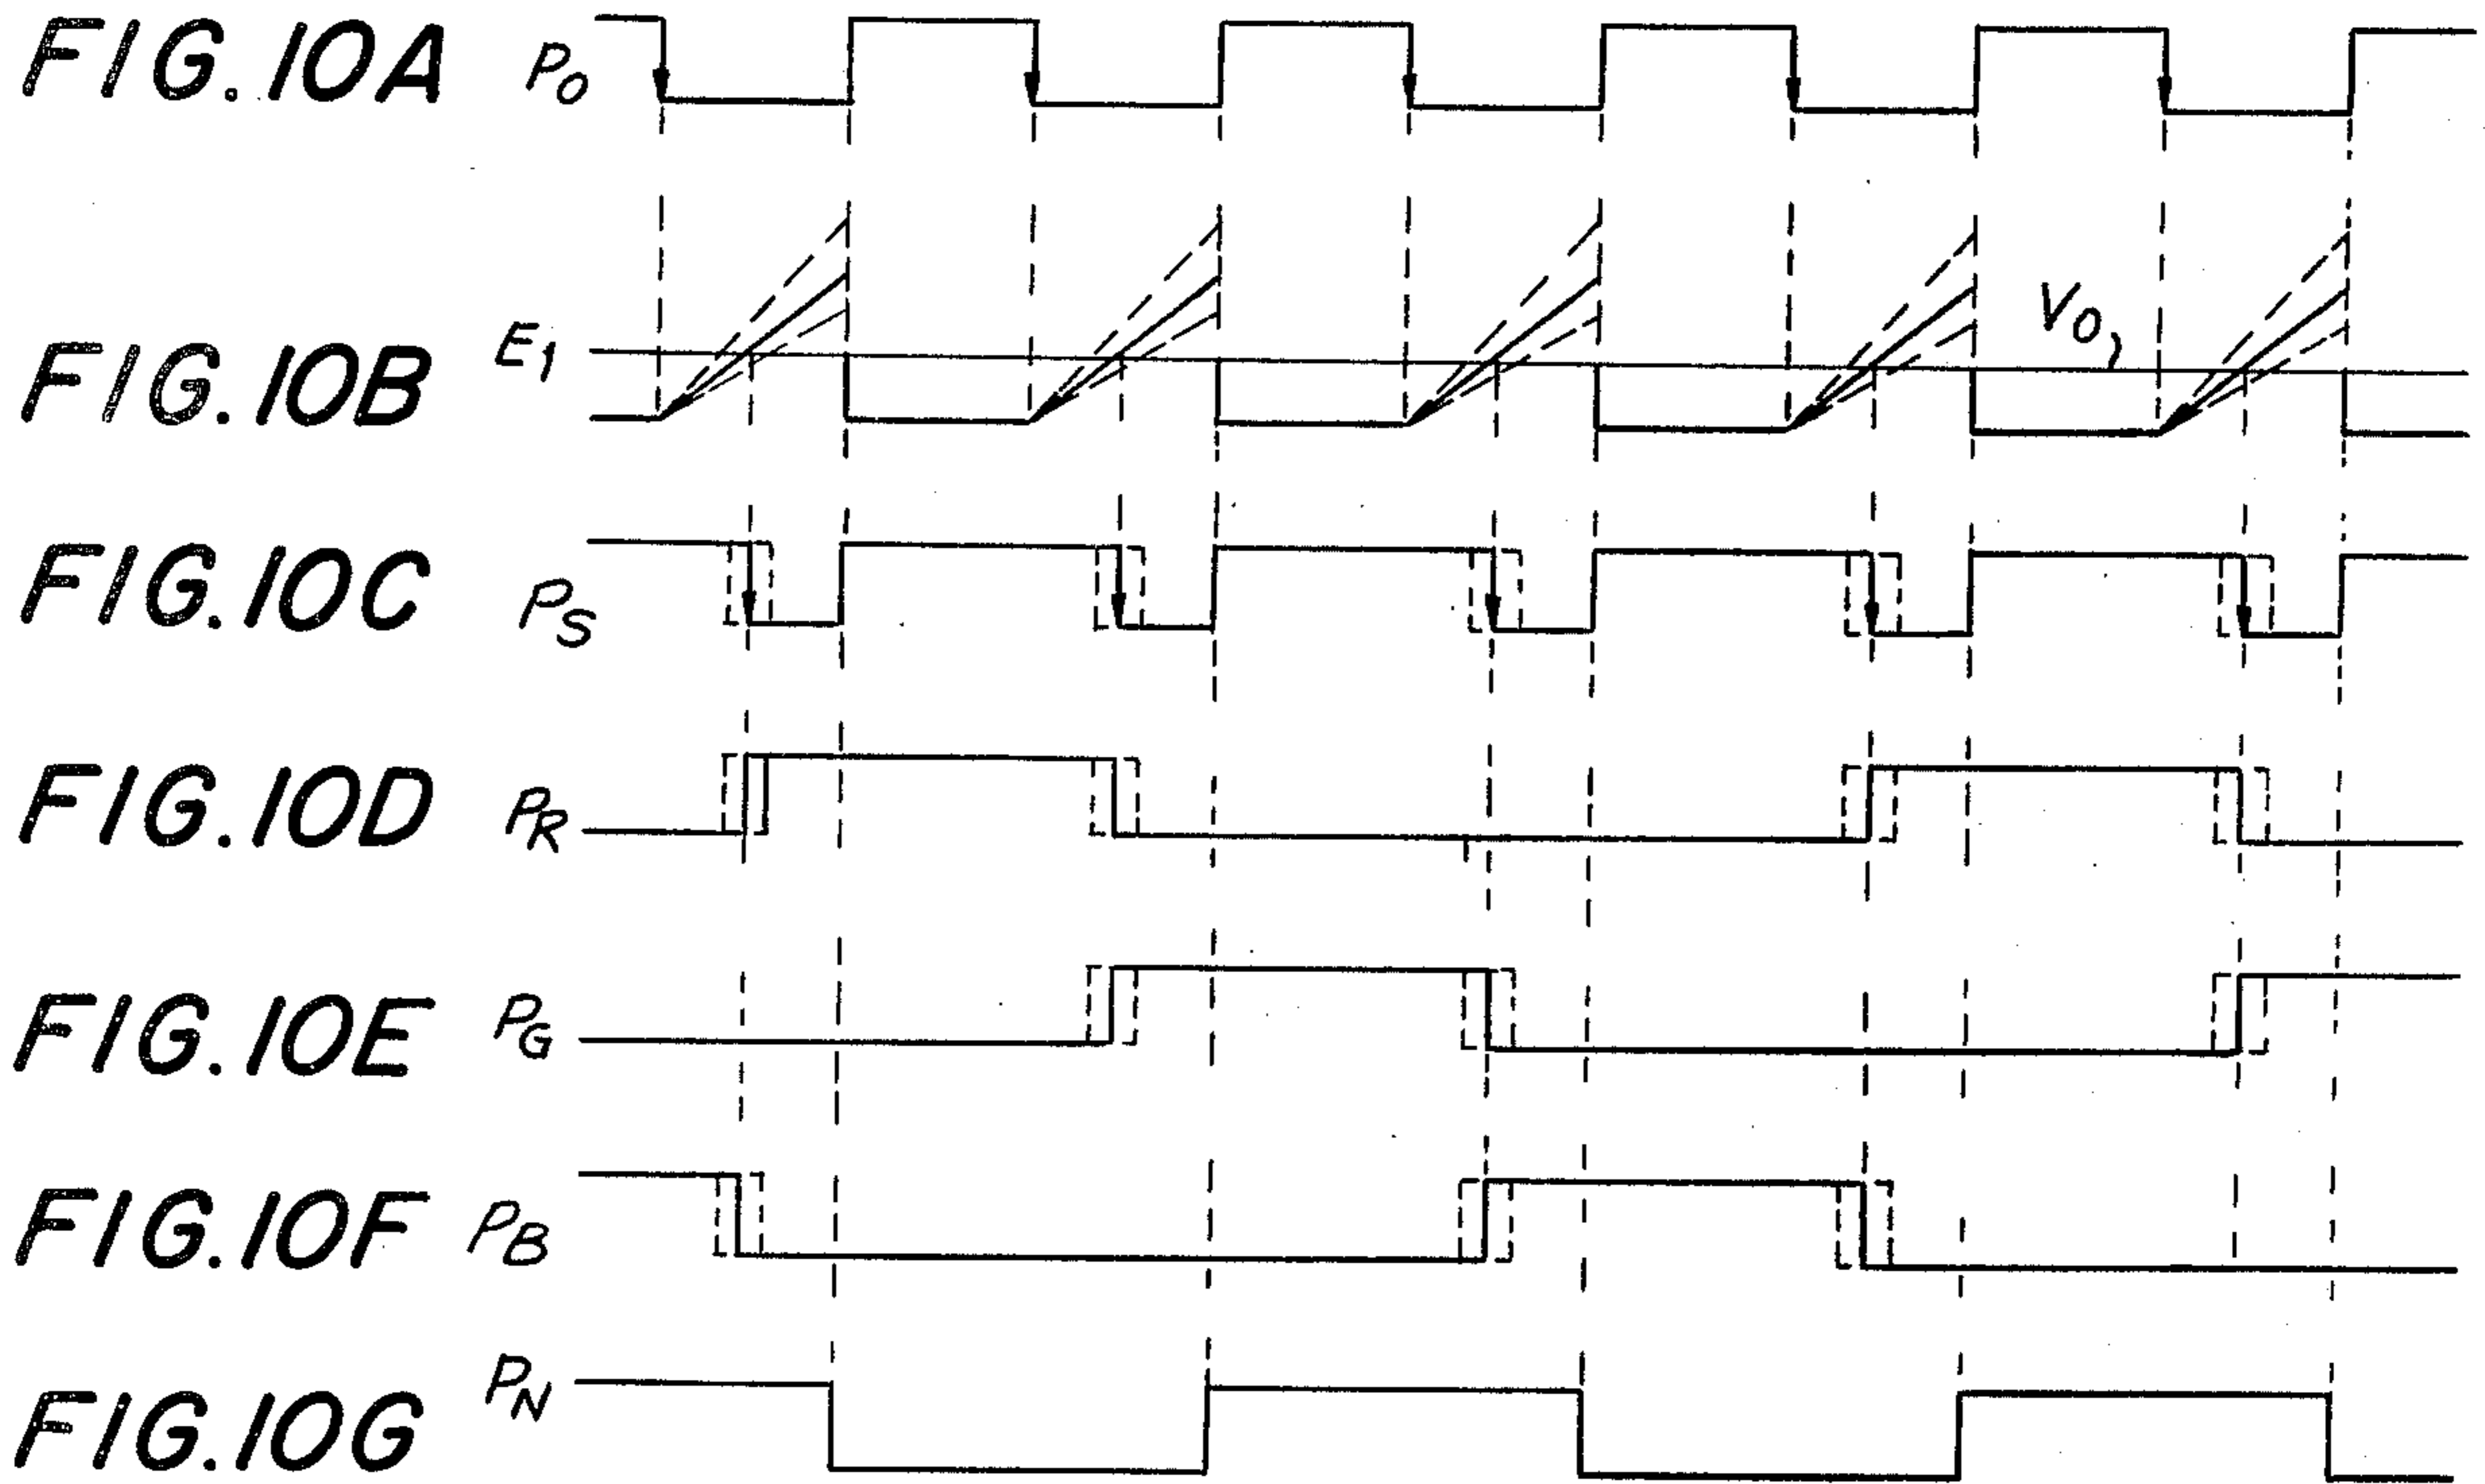 FIG. 10A P0
FIG. 10B E1 V0
FIG. 10C PS
FIG. 10D PR
FIG. 10E PG
FIG. 10F PB
FIG. 10G PN